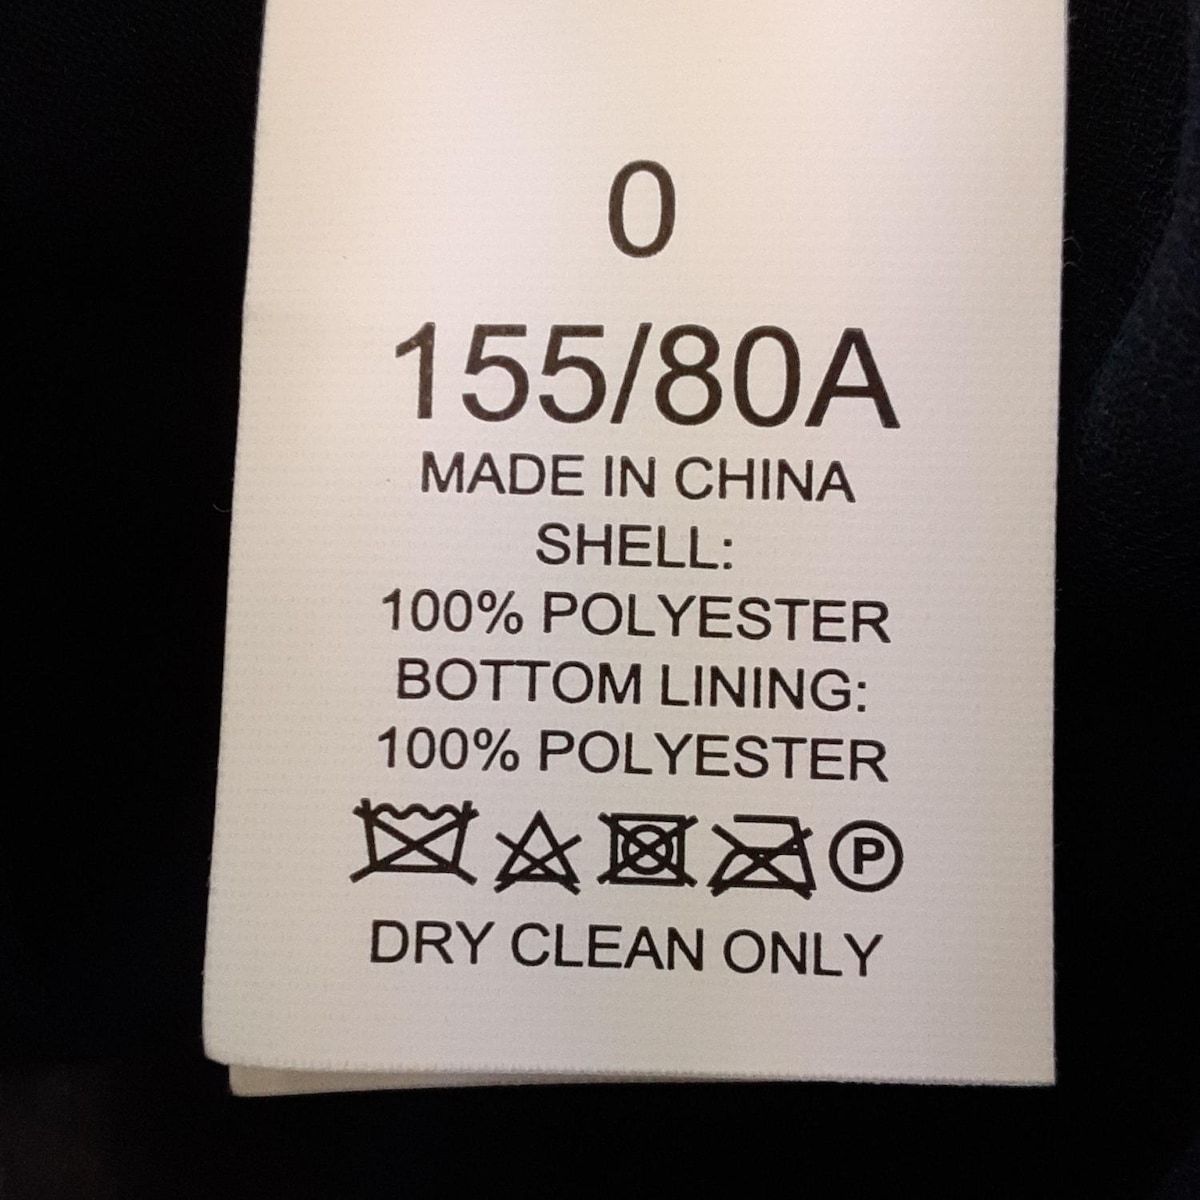 0
155/80A
MADE IN CHINA
SHELL:
100% POLYESTER
BOTTOM LINING:
100% POLYESTER
P
DRY CLEAN ONLY